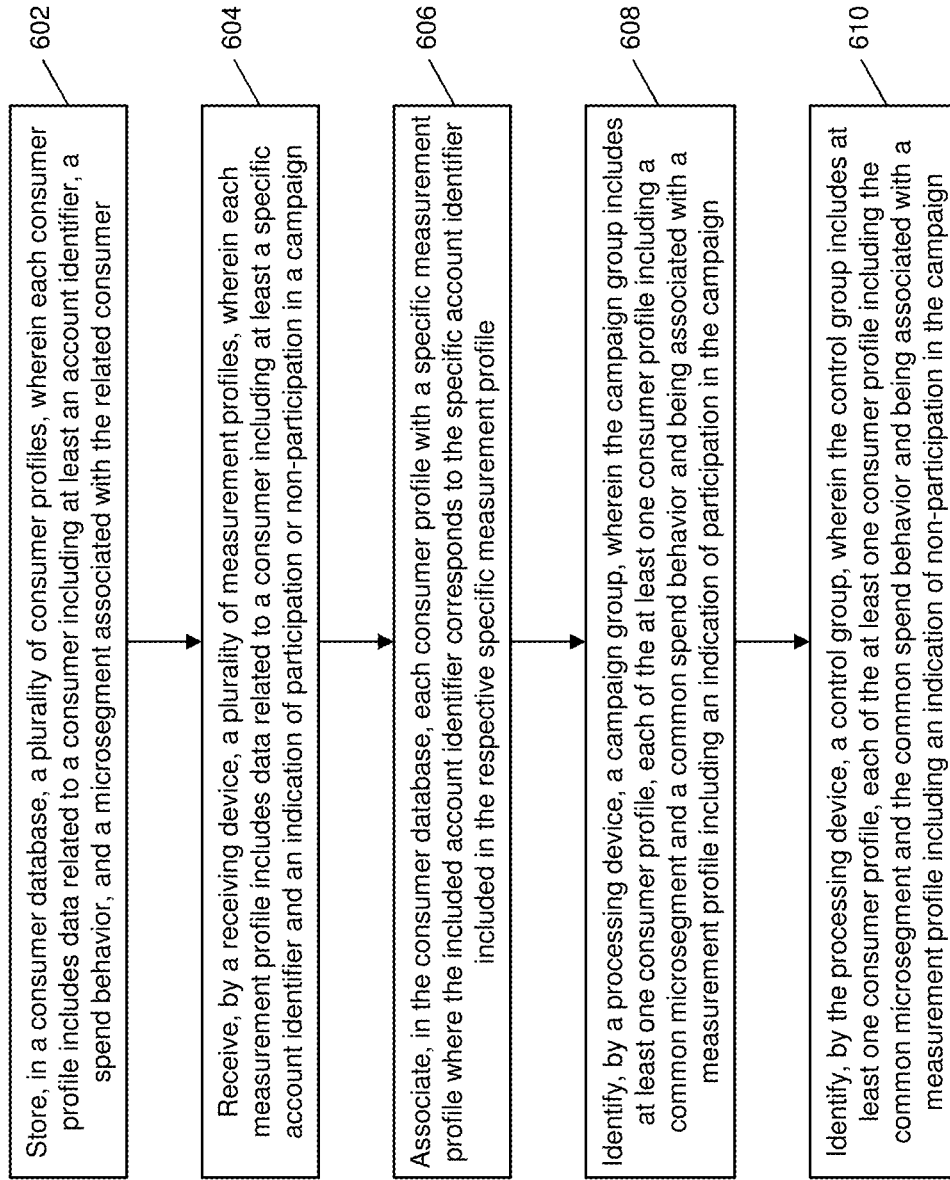 Store, in a consumer database, a plurality of consumer profiles, wherein each consumer
profile includes data related to a consumer including at least an account identifier, a
spend behavior, and a microsegment associated with the related consumer
602
Receive, by a receiving device, a plurality of measurement profiles, wherein each
measurement profile includes data related to a consumer including at least a specific
account identifier and an indication of participation or non-participation in a campaign
604
Associate, in the consumer database, each consumer profile with a specific measurement
profile where the included account identifier corresponds to the specific account identifier
included in the respective specific measurement profile
606
Identify, by a processing device, a campaign group, wherein the campaign group includes
at least one consumer profile, each of the at least one consumer profile including a
common microsegment and a common spend behavior and being associated with a
measurement profile including an indication of participation in the campaign
608
Identify, by the processing device, a control group, wherein the control group includes at
least one consumer profile, each of the at least one consumer profile including the
common microsegment and the common spend behavior and being associated with a
measurement profile including an indication of non-participation in the campaign
610